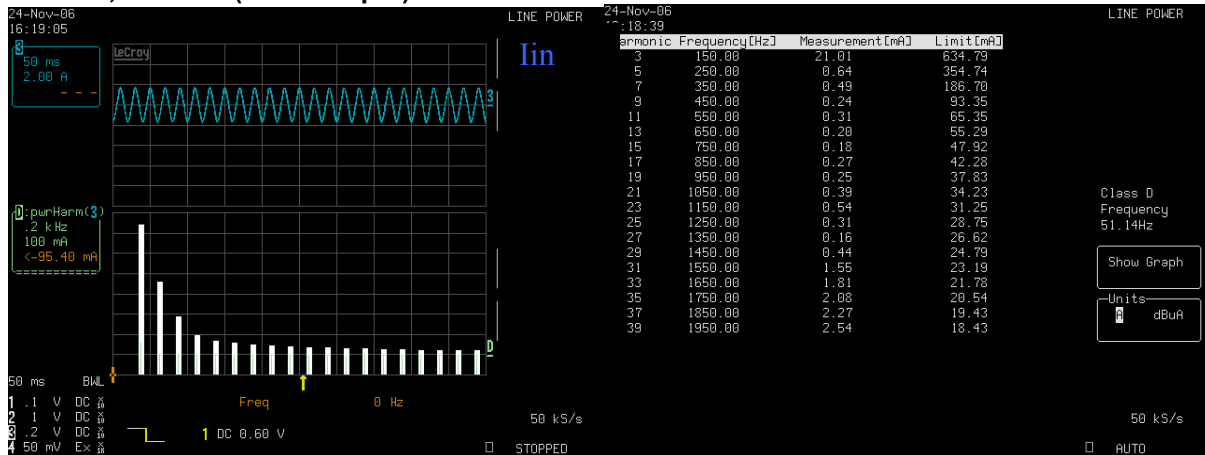 24-Nov-06
16:19:05
LINE POWER
3
50 ms
2.00 A
- - -
LeCroy
Iin
3
D:pwrHarm(3)
.2 kHz
100 mA
<-95.40 mA
D
50 ms BWL
1 .1 V DC
2 1 V DC
3 .2 V DC
4 50 mV Ex
Freq 0 Hz
1 DC 0.60 V
50 kS/s
STOPPED
24-Nov-06
:18:39
LINE POWER
armonic Frequency[Hz] Measurement[mA] Limit[mA]
3 150.00 21.01 634.79
5 250.00 0.64 354.74
7 350.00 0.49 186.70
9 450.00 0.24 93.35
11 550.00 0.31 65.35
13 650.00 0.20 55.29
15 750.00 0.18 47.92
17 850.00 0.27 42.28
19 950.00 0.25 37.83
21 1050.00 0.39 34.23
23 1150.00 0.54 31.25
25 1250.00 0.31 28.75
27 1350.00 0.16 26.62
29 1450.00 0.44 24.79
31 1550.00 1.55 23.19
33 1650.00 1.81 21.78
35 1750.00 2.08 20.54
37 1850.00 2.27 19.43
39 1950.00 2.54 18.43
Class D
Frequency
51.14Hz
Show Graph
Units
A dBuA
50 kS/s
AUTO